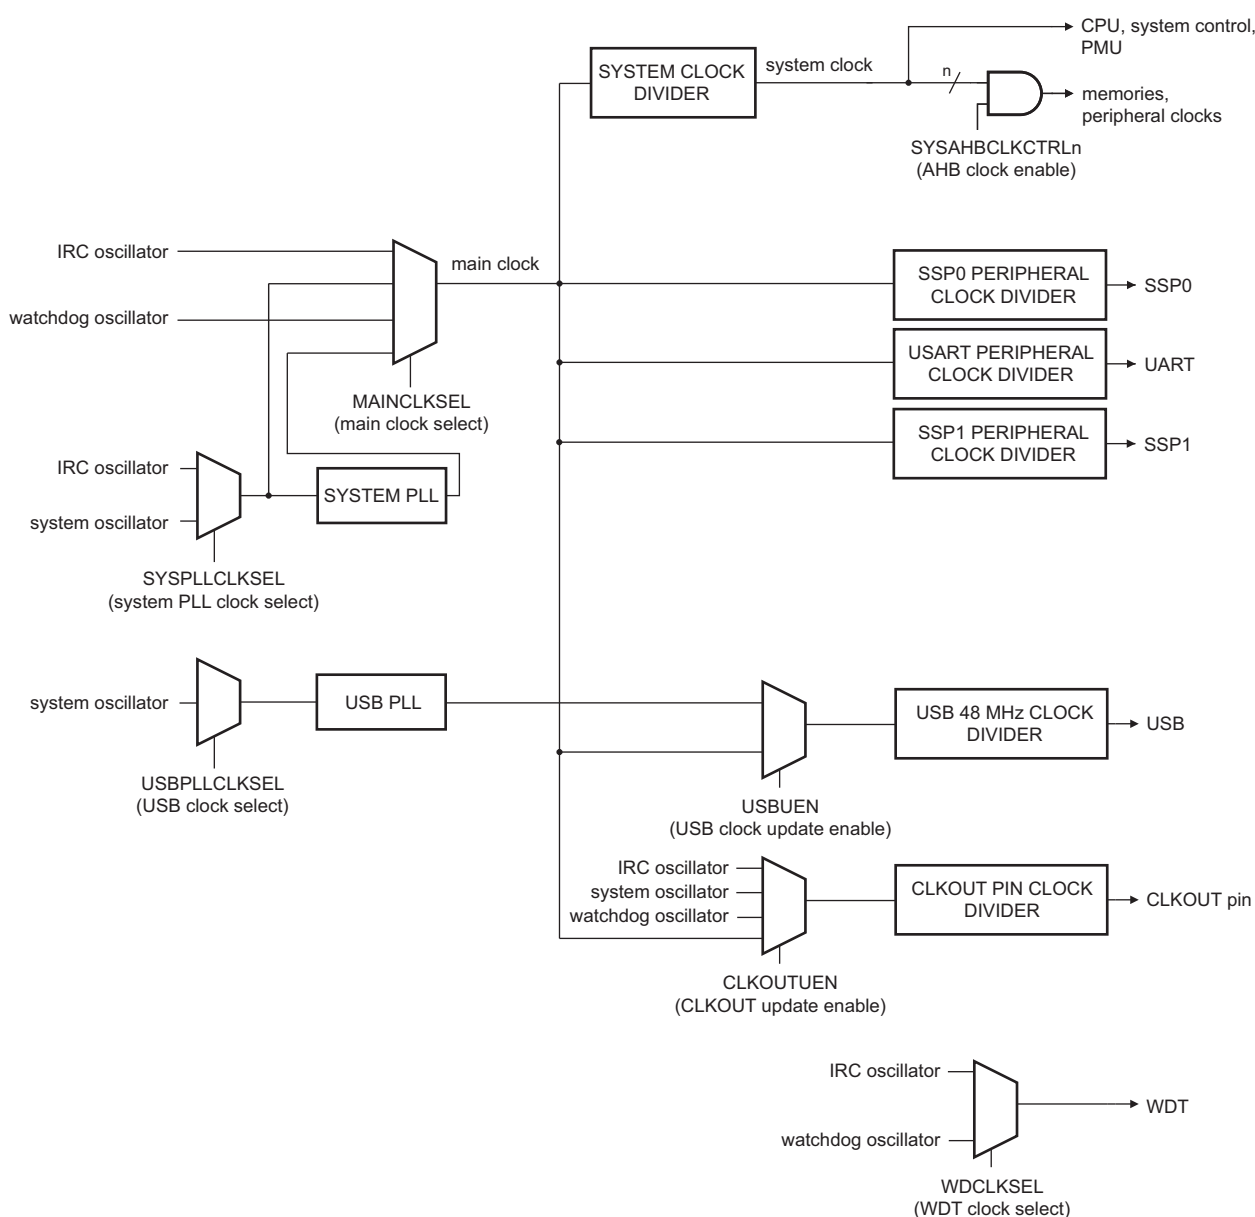 CPU, system control,
PMU
SYSTEM CLOCK
DIVIDER
system clock
n
memories,
peripheral clocks
SYSAHBCLKCTRLn
(AHB clock enable)
IRC oscillator
main clock
watchdog oscillator
MAINCLKSEL
(main clock select)
SSP0 PERIPHERAL
CLOCK DIVIDER
SSP0
USART PERIPHERAL
CLOCK DIVIDER
UART
SSP1 PERIPHERAL
CLOCK DIVIDER
SSP1
IRC oscillator
SYSTEM PLL
system oscillator
SYSPLLCLKSEL
(system PLL clock select)
system oscillator
USB PLL
USBPLLCLKSEL
(USB clock select)
USB 48 MHz CLOCK
DIVIDER
USB
USBUEN
(USB clock update enable)
IRC oscillator
system oscillator
watchdog oscillator
CLKOUT PIN CLOCK
DIVIDER
CLKOUT pin
CLKOUTUEN
(CLKOUT update enable)
IRC oscillator
WDT
watchdog oscillator
WDCLKSEL
(WDT clock select)